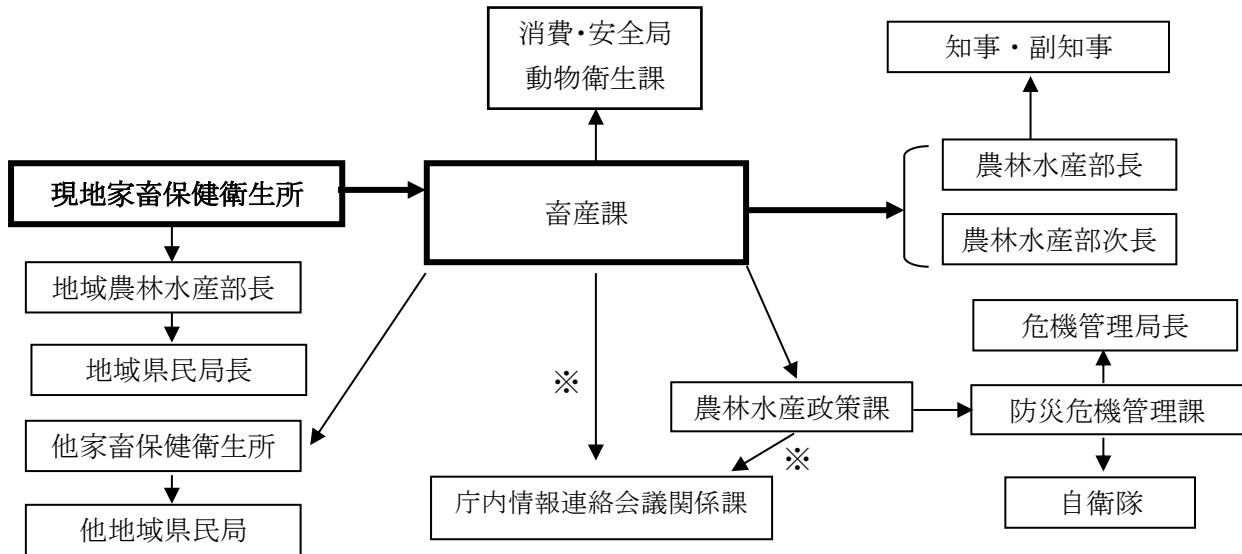 消費・安全局
動物衛生課
知事・副知事
農林水産部長
現地家畜保健衛生所
畜産課
農林水産部次長
地域農林水産部長
危機管理局長
地域県民局長
※
農林水産政策課
防災危機管理課
他家畜保健衛生所
※
庁内情報連絡会議関係課
自衛隊
他地域県民局